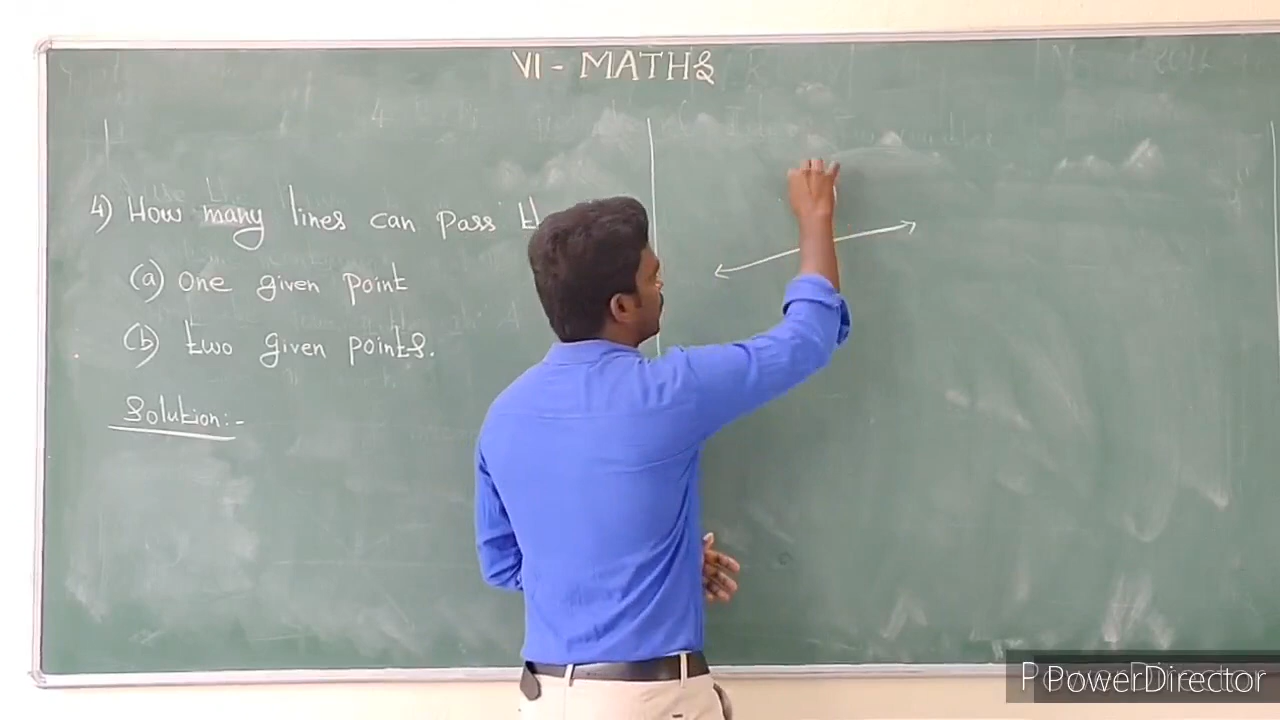 VI - MATHS
4) How many lines can pass
(a) one given point
(b) two given points.
Solution:-
PowerDirector